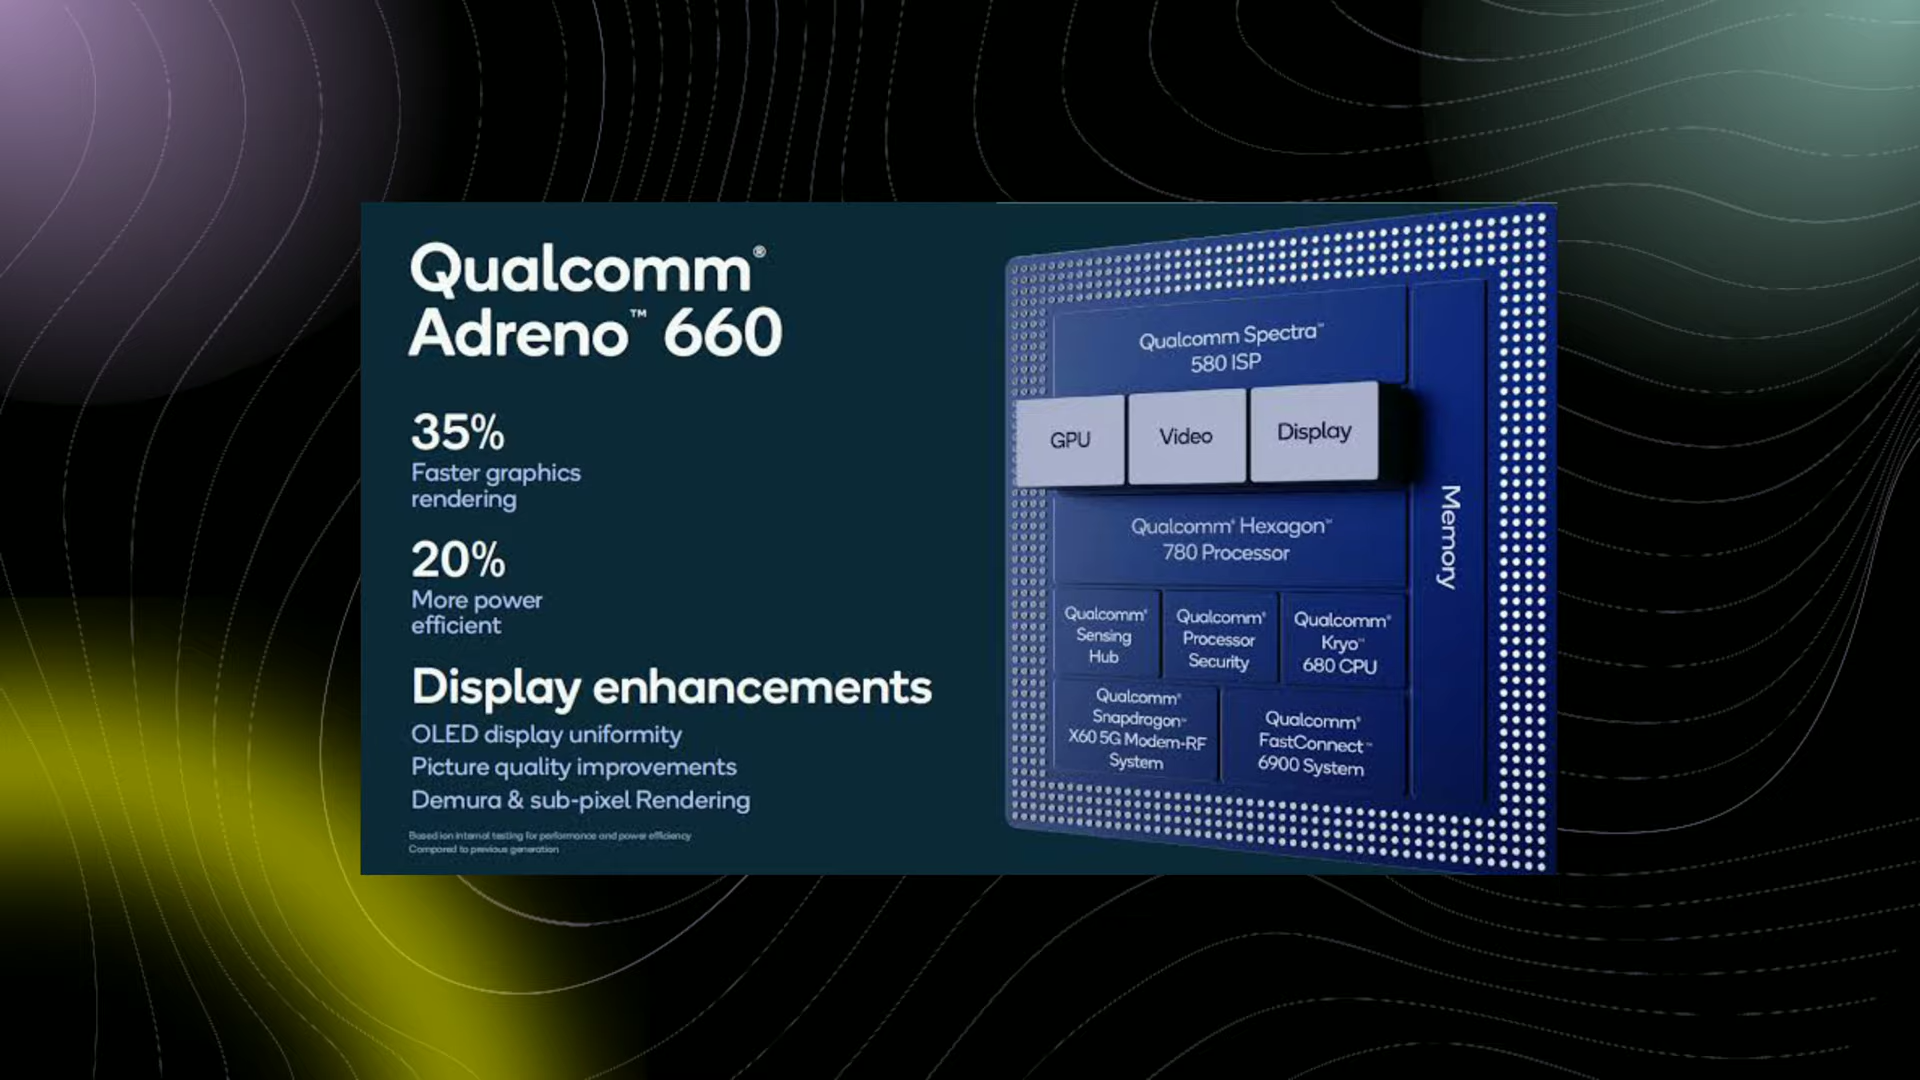 Qualcomm®
Adreno™ 660
35%
Faster graphics
rendering
20%
More power
efficient
Display enhancements
OLED display uniformity
Picture quality improvements
Demura & sub-pixel Rendering
Based on internal testing for performance and power efficiency
Compared to previous generation
Qualcomm Spectra™
580 ISP
GPU
Video
Display
Qualcomm® Hexagon™
780 Processor
Memory
Qualcomm®
Sensing
Hub
Qualcomm®
Processor
Security
Qualcomm®
Kryo™
680 CPU
Qualcomm®
Snapdragon™
X60 5G Modem-RF
System
Qualcomm®
FastConnect™
6900 System